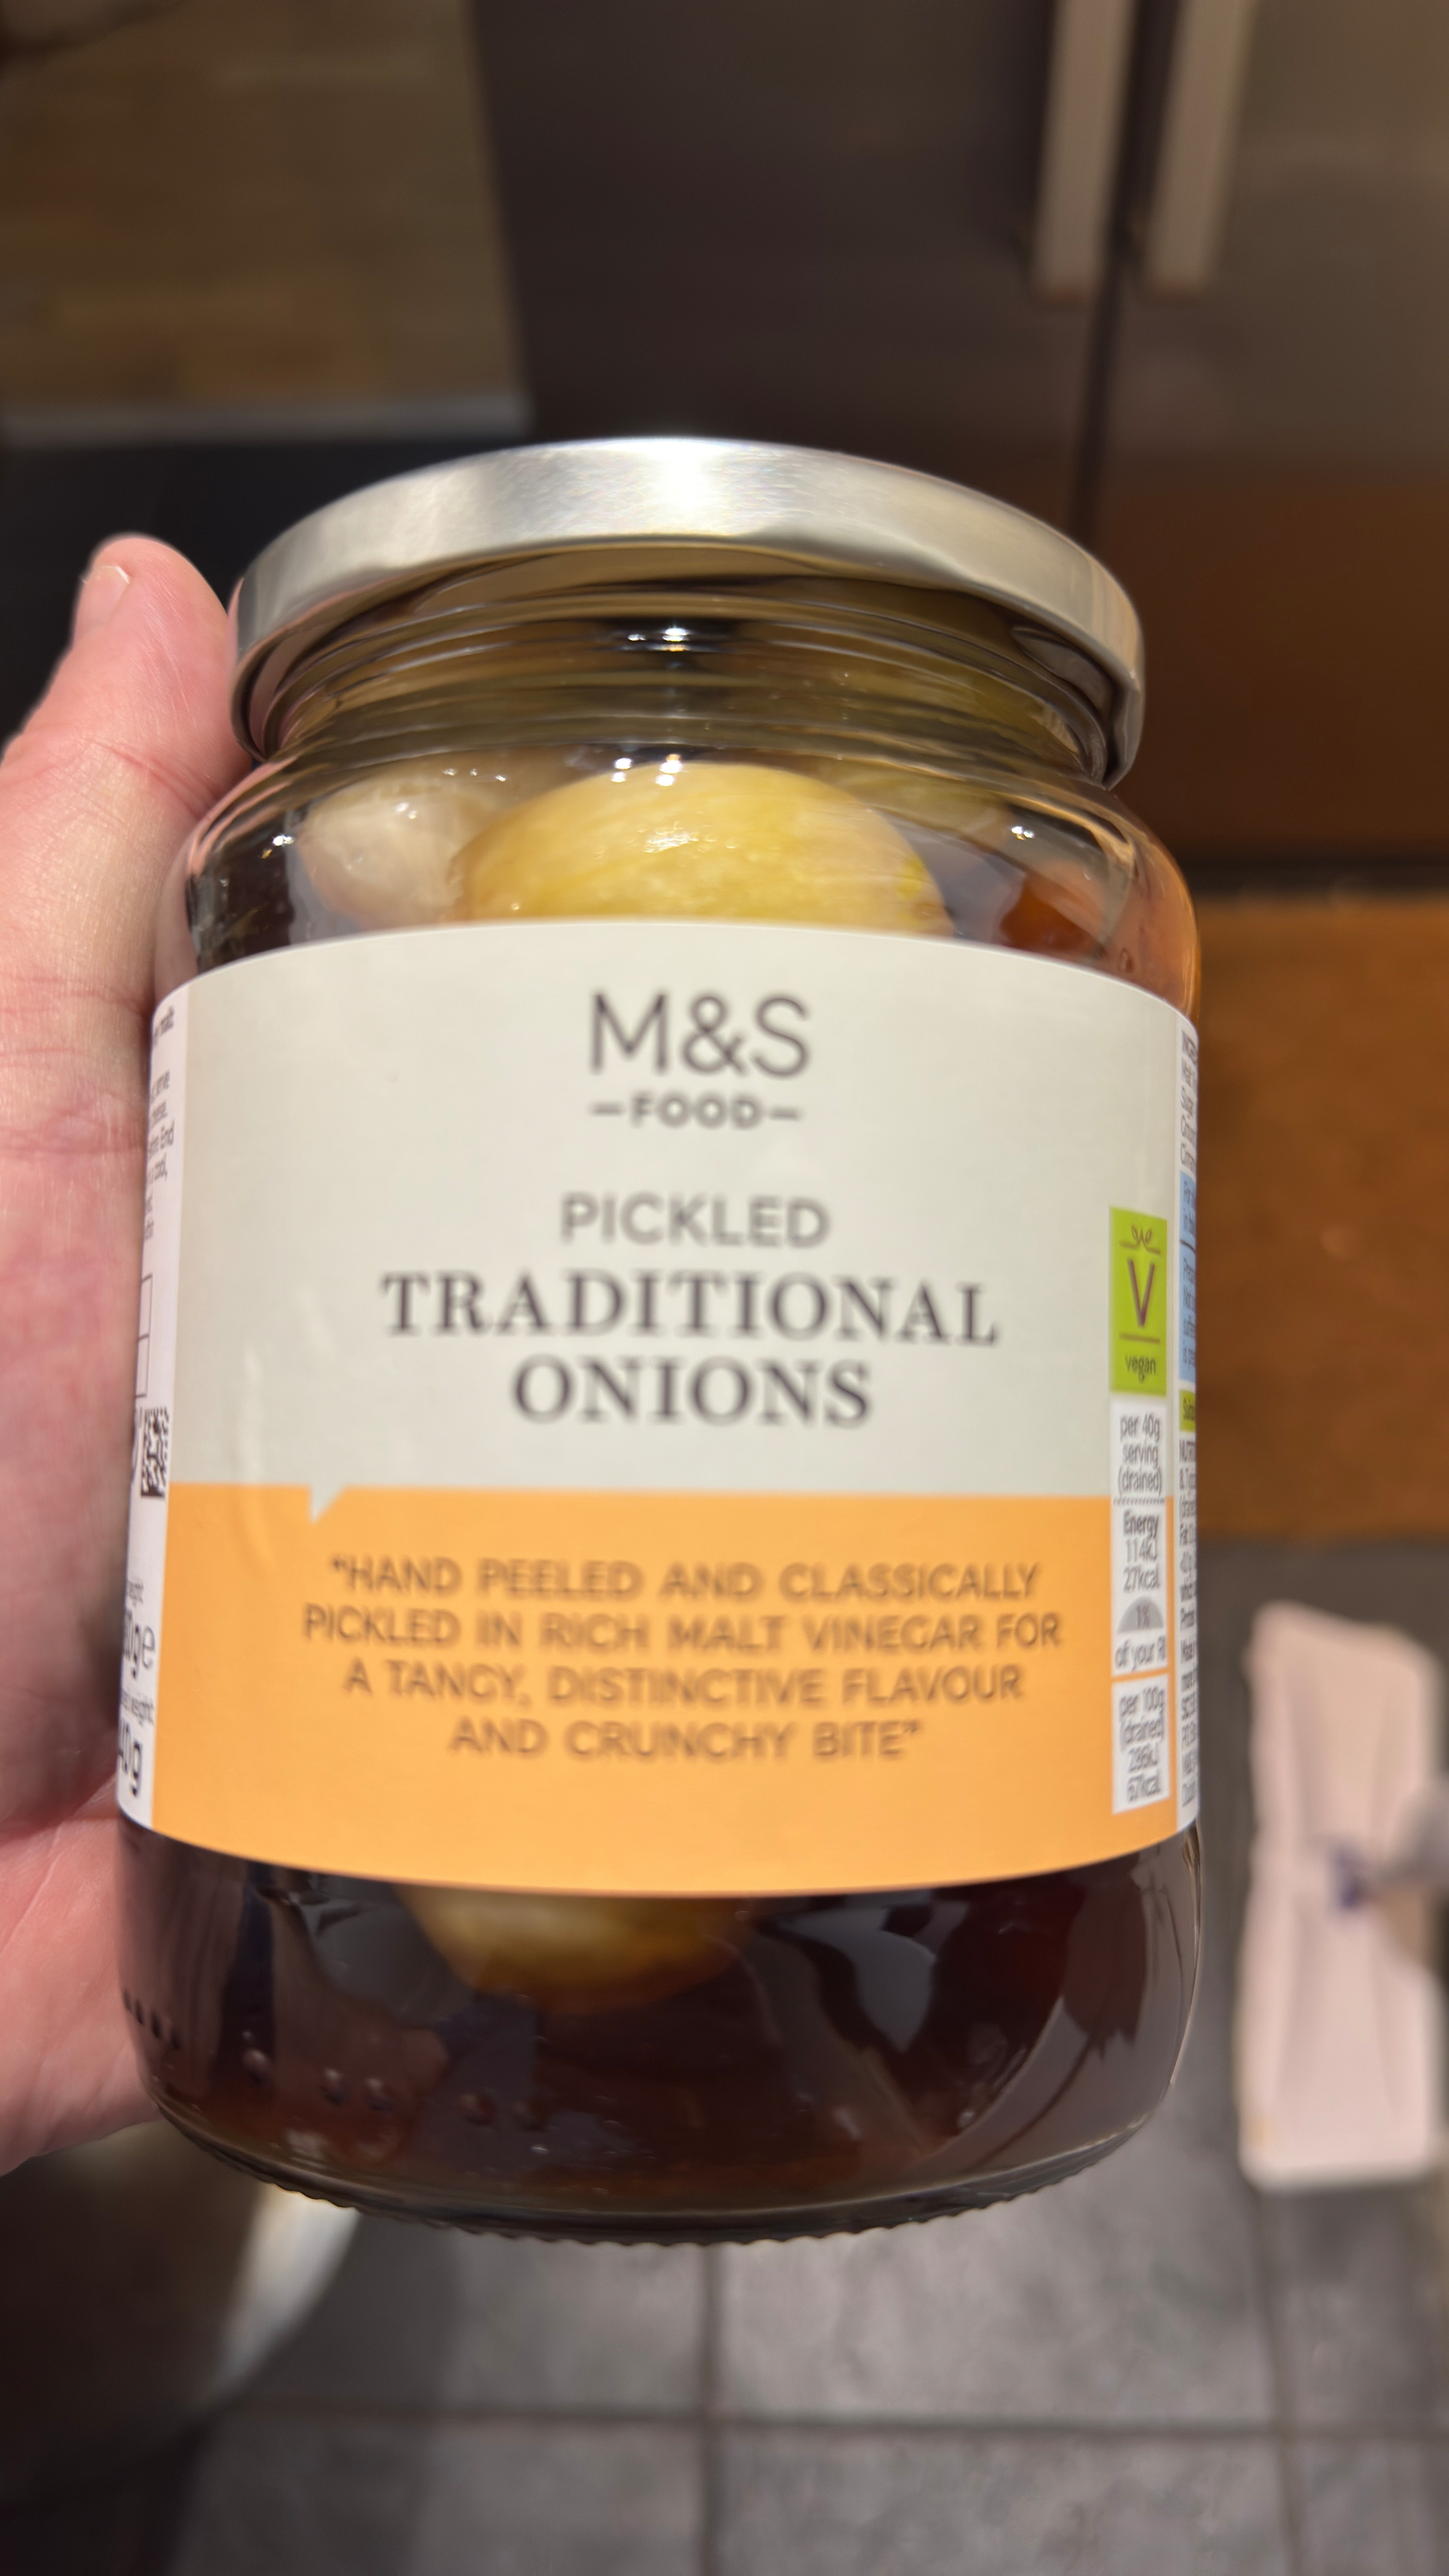 M&S
—FOOD—
PICKLED
TRADITIONAL
ONIONS
"HAND PEELED AND CLASSICALLY
PICKLED IN RICH MALT VINEGAR FOR
A TANGY, DISTINCTIVE FLAVOUR
AND CRUNCHY BITE"
V
vegan
per 40g
serving
(drained)
Energy
114kJ
27kcal
1%
of your RI
per 100g
(drained)
286kJ
67kcal